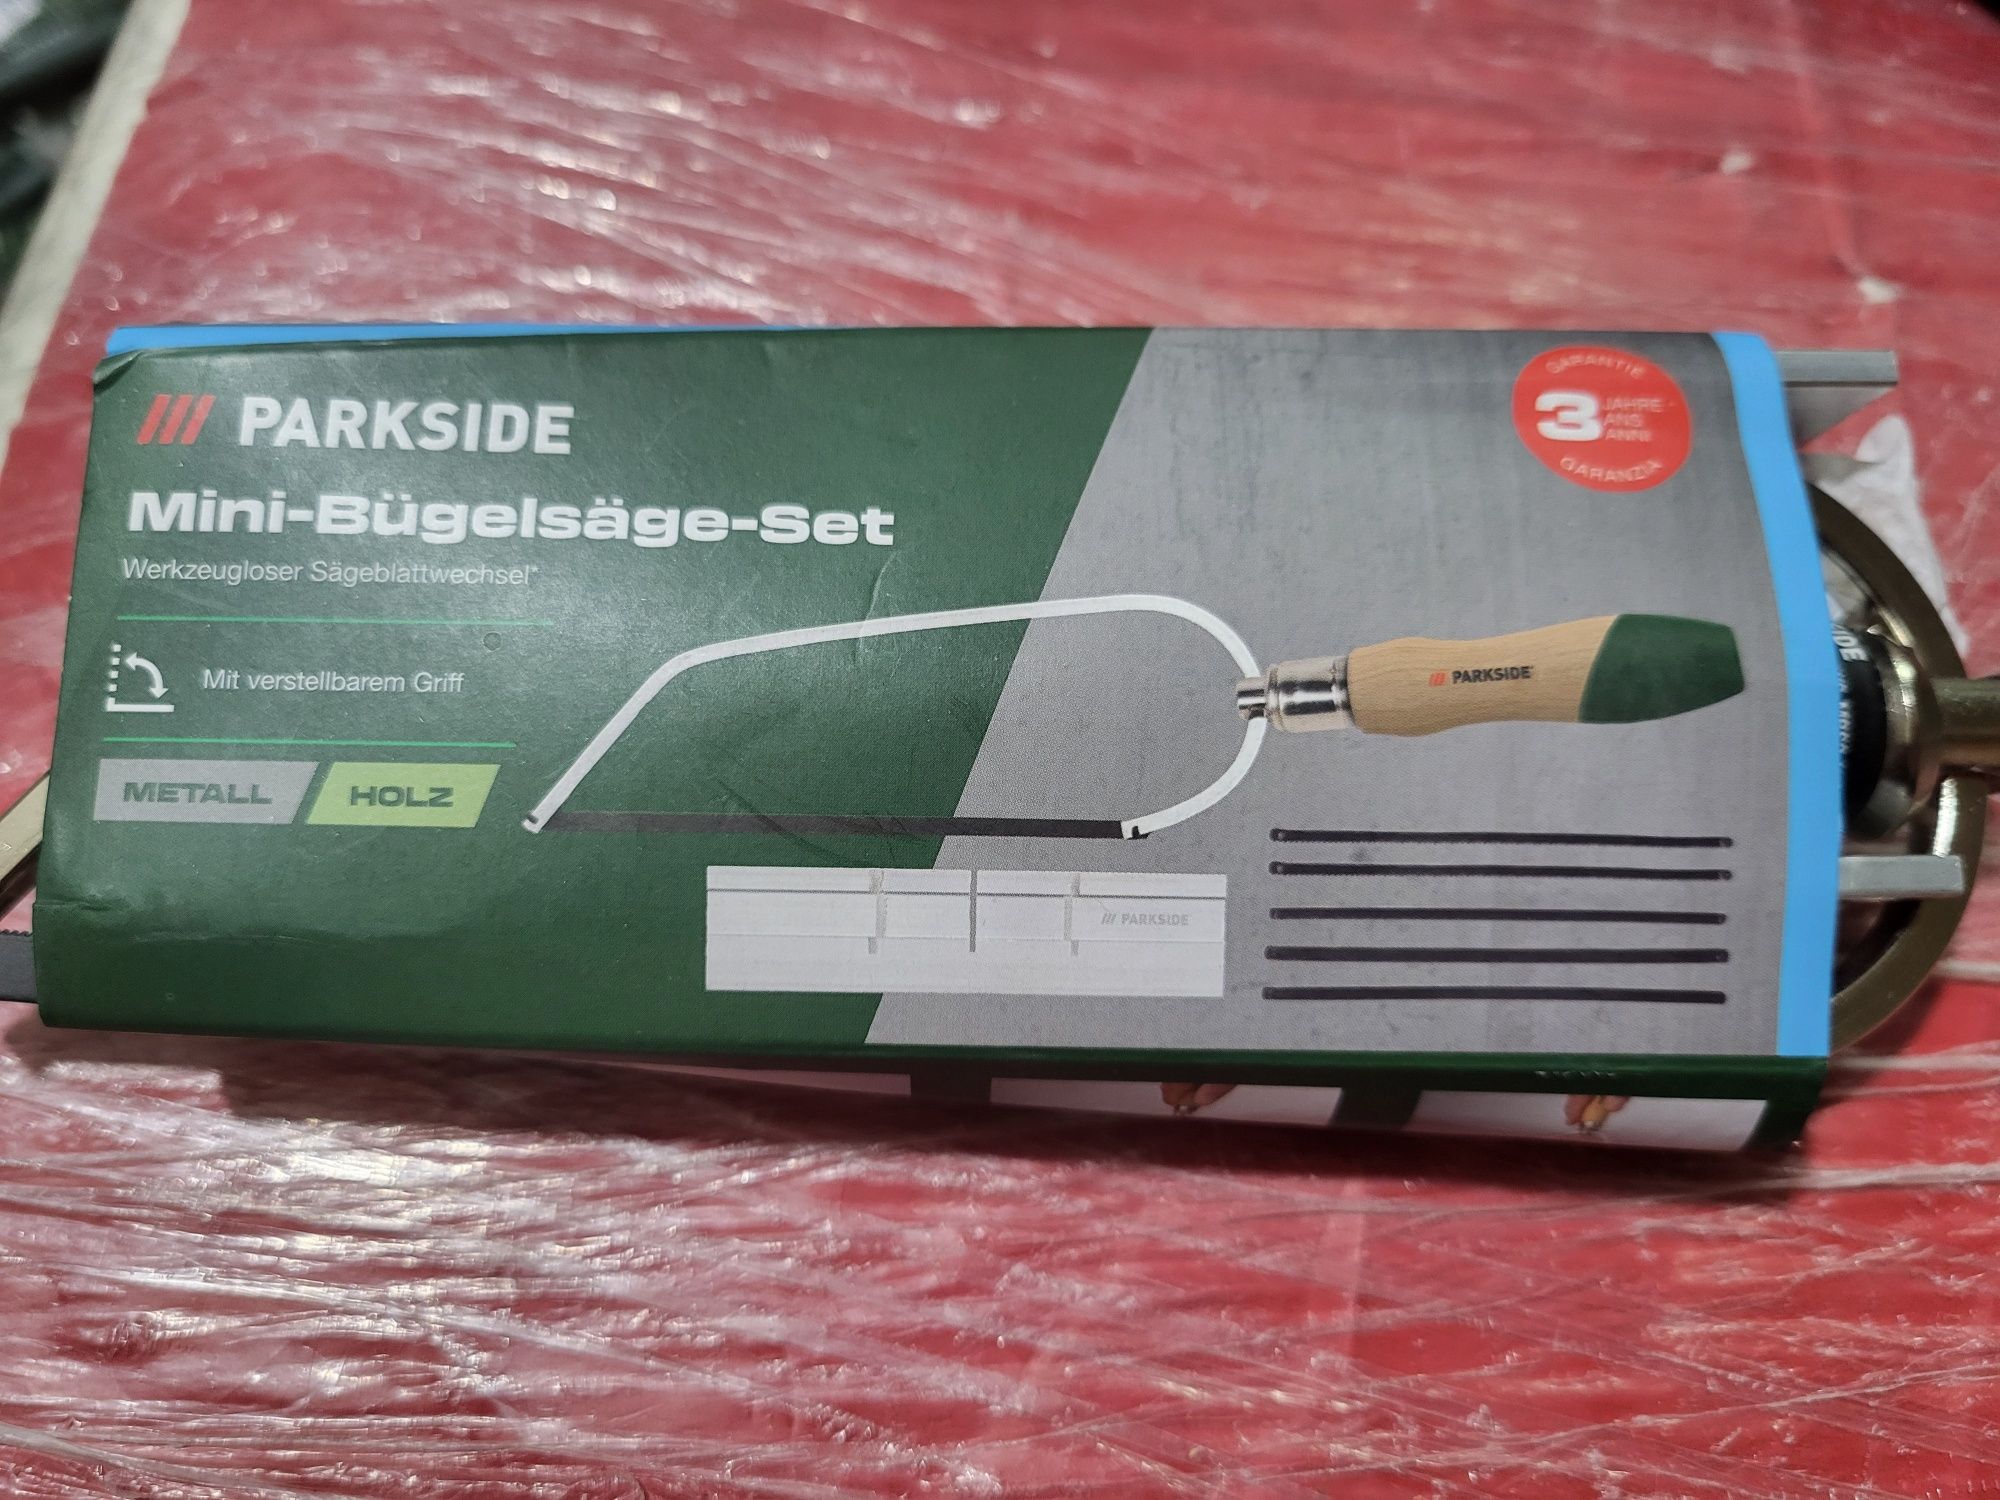 PARKSIDE
Mini-Bügelsäge-Set
Werkzeugloser Sägeblattwechsel*
Mit verstellbarem Griff
METALL HOLZ
GARANTIE
3 JAHRE
ANS
ANNI
GARANZIA
PARKSIDE
PARKSIDE